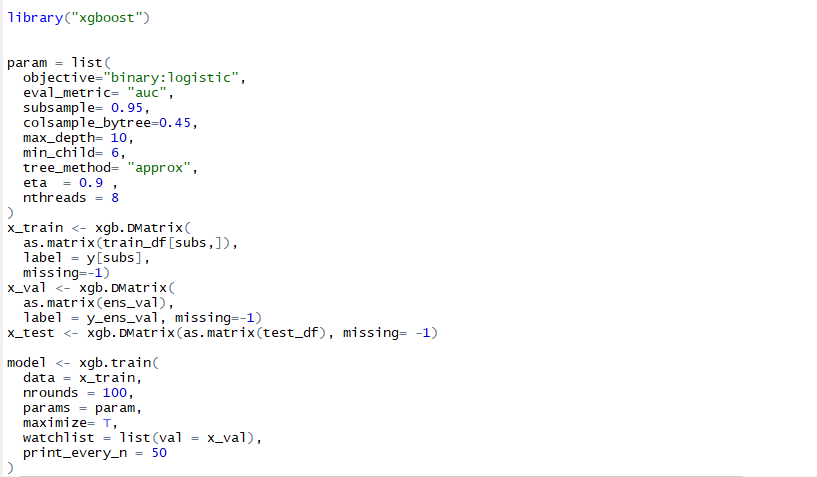 library("xgboost")
param = list(
  objective="binary:logistic",
  eval_metric= "auc",
  subsample= 0.95,
  colsample_bytree=0.45,
  max_depth= 10,
  min_child= 6,
  tree_method= "approx",
  eta  = 0.9 ,
  nthreads = 8
)
x_train <- xgb.DMatrix(
  as.matrix(train_df[subs,]),
  label = y[subs],
  missing=-1)
x_val <- xgb.DMatrix(
  as.matrix(ens_val),
  label = y_ens_val, missing=-1)
x_test <- xgb.DMatrix(as.matrix(test_df), missing= -1)
model <- xgb.train(
  data = x_train,
  nrounds = 100,
  params = param,
  maximize= T,
  watchlist = list(val = x_val),
  print_every_n = 50
)